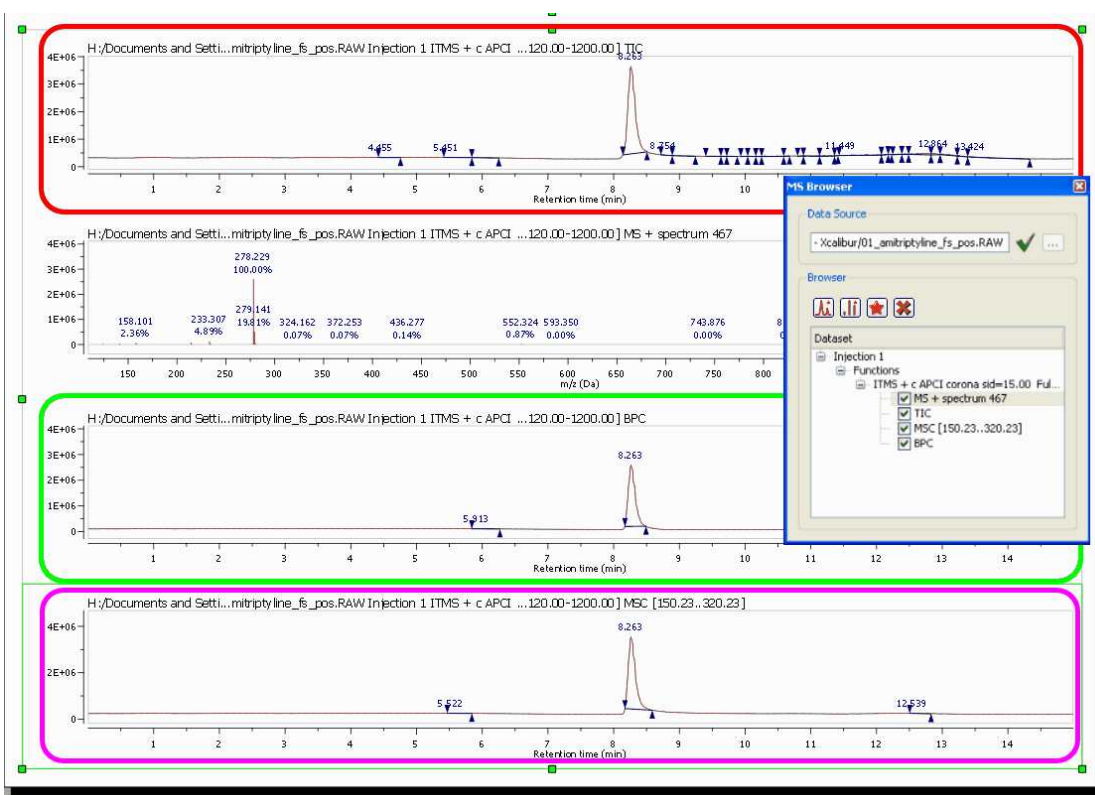 H:/Documents and Setti...mitriptyline_fs_pos.RAW Injection 1 ITMS + c APCI ...120.00-1200.00] TIC
8.263
4E+06
3E+06
2E+06
1E+06
0
4.455 5.451 8.754 11.449 12.864 13.424
1 2 3 4 5 6 7 8 9 10
Retention time (min)
H:/Documents and Setti...mitriptyline_fs_pos.RAW Injection 1 ITMS + c APCI ...120.00-1200.00] MS + spectrum 467
4E+06
3E+06
2E+06
1E+06
0
278.229
100.00%
158.101 233.307 279.141 324.162 372.253 436.277 552.324 593.350 743.876 8
2.36% 4.89% 19.81% 0.07% 0.07% 0.14% 0.87% 0.00% 0.00%
150 200 250 300 350 400 450 500 550 600 650 700 750 800
m/z (Da)
H:/Documents and Setti...mitriptyline_fs_pos.RAW Injection 1 ITMS + c APCI ...120.00-1200.00] BPC
4E+06
3E+06
2E+06
1E+06
0
8.263
5.913
1 2 3 4 5 6 7 8 9 10 11 12 13 14
Retention time (min)
H:/Documents and Setti...mitriptyline_fs_pos.RAW Injection 1 ITMS + c APCI ...120.00-1200.00] MSC [150.23..320.23]
4E+06
2E+06
0
8.263
5.522 12.539
1 2 3 4 5 6 7 8 9 10 11 12 13 14
Retention time (min)
MS Browser
Data Source
- Xcalibur/01_amitriptyline_fs_pos.RAW
...
Browser
Dataset
Injection 1
Functions
ITMS + c APCI corona sid=15.00 Ful...
MS + spectrum 467
TIC
MSC [150.23..320.23]
BPC